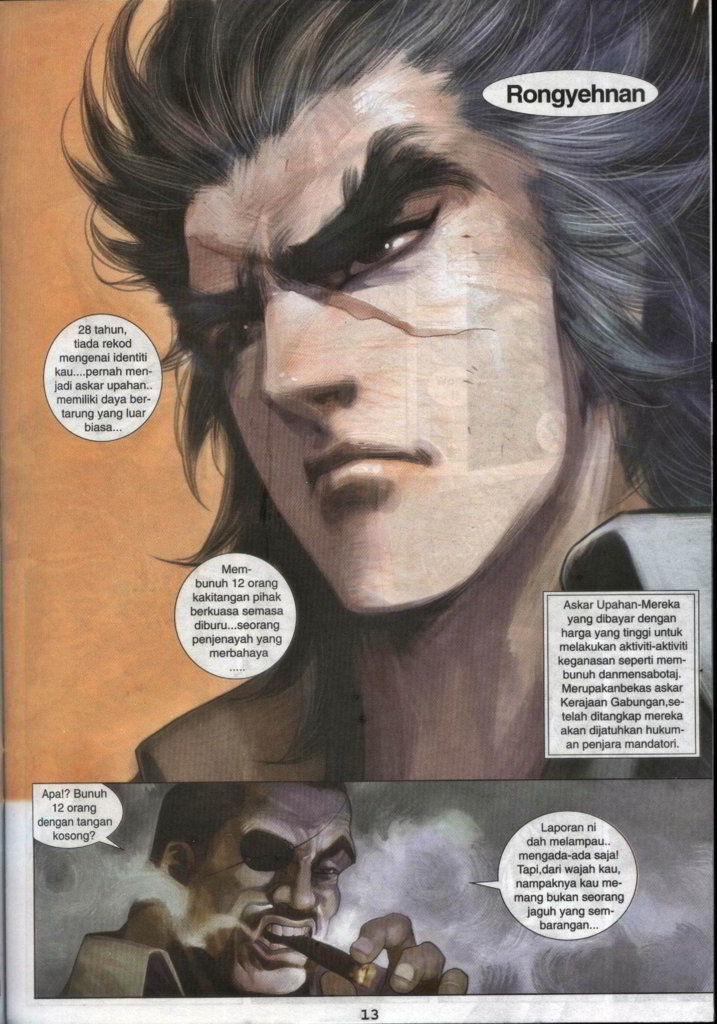 Rongyehnan
28 tahun,
tiada rekod
mengenai identiti
kau....pernah men-
jadi askar upahan..
memiliki daya ber-
tarung yang luar
biasa...
Mem-
bunuh 12 orang
kakitangan pihak
berkuasa semasa
diburu...seorang
penjenayah yang
merbahaya
.....
Askar Upahan-Mereka
yang dibayar dengan
harga yang tinggi untuk
melakukan aktiviti-aktiviti
keganasan seperti mem-
bunuh danmensabotaj.
Merupakanbekas askar
Kerajaan Gabungan,se-
telah ditangkap mereka
akan dijatuhkan hukum-
an penjara mandatori.
Apa!? Bunuh
12 orang
dengan tangan
kosong?
Laporan ni
dah melampau..
mengada-ada saja!
Tapi,dari wajah kau,
nampaknya kau me-
mang bukan seorang
jaguh yang sem-
barangan...
13